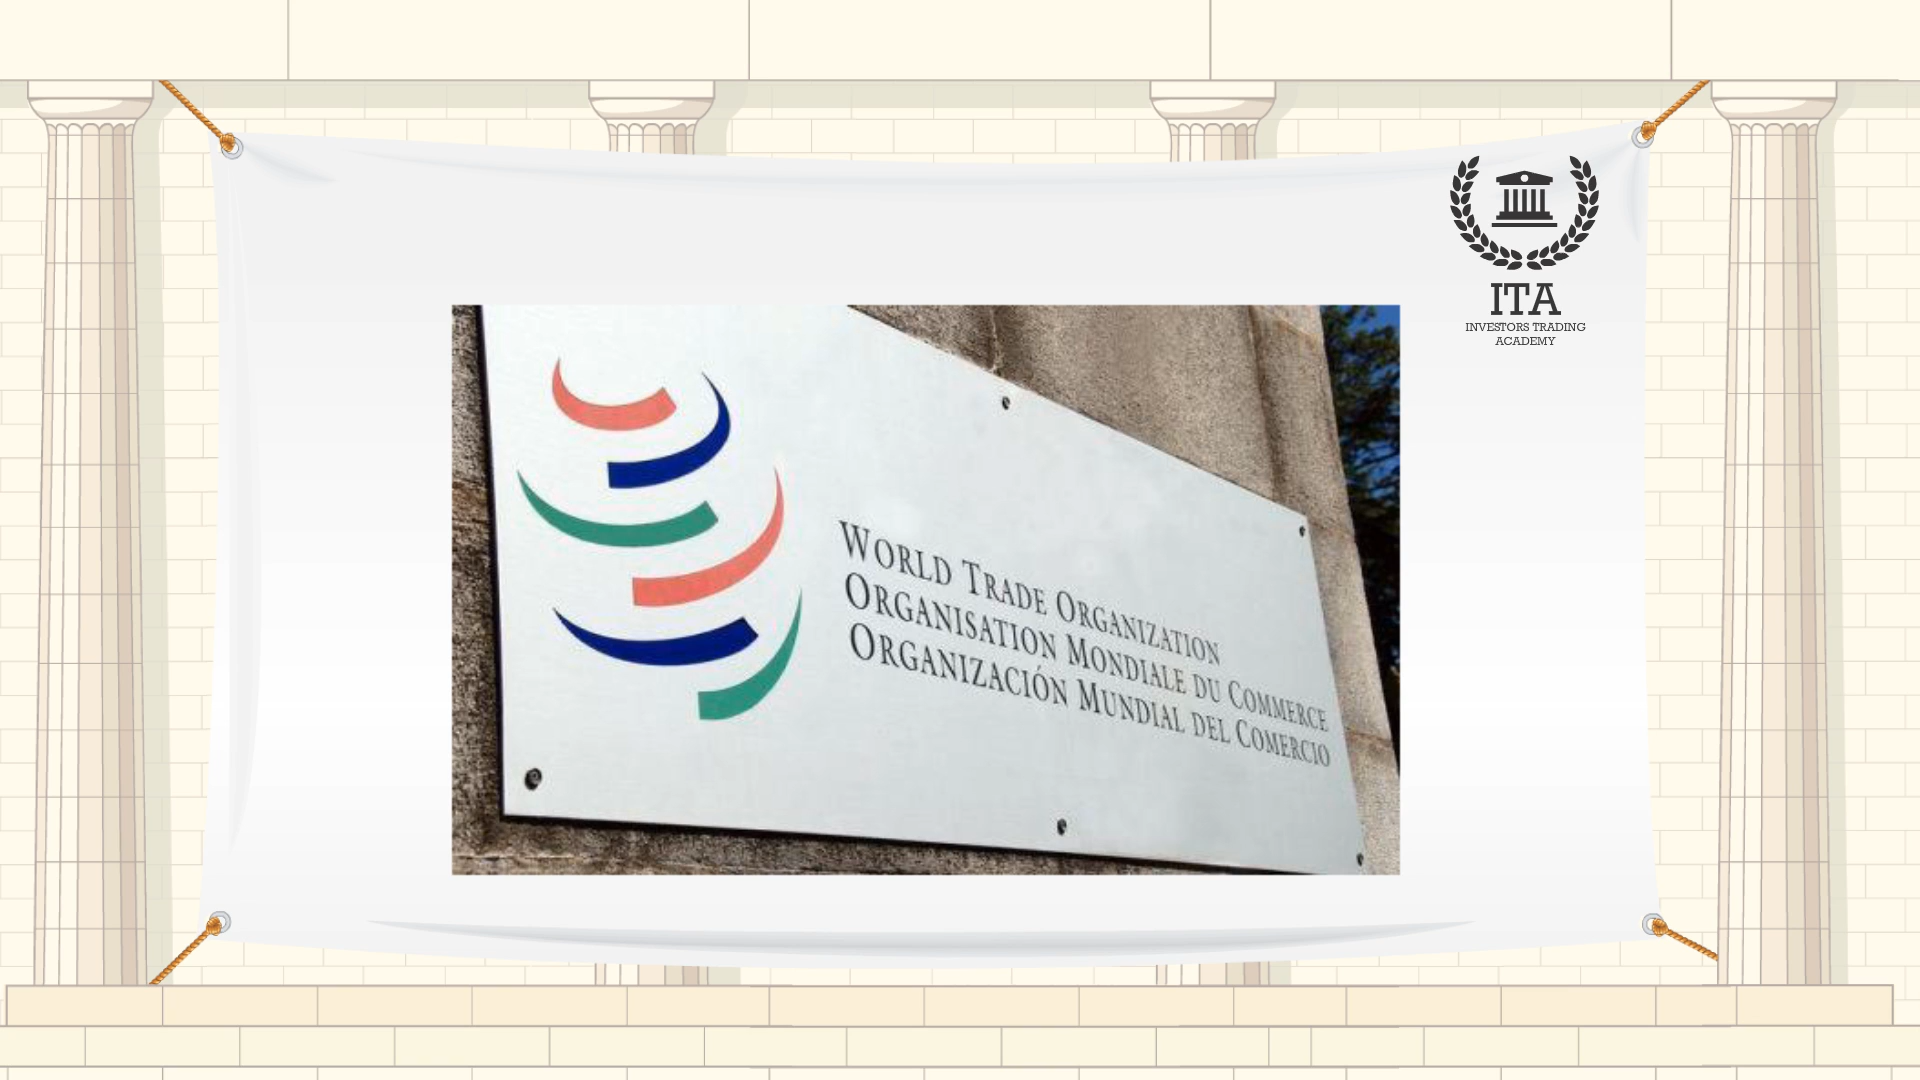 ITA
INVESTORS TRADING
ACADEMY
WORLD TRADE ORGANIZATION
ORGANISATION MONDIALE DU COMMERCE
ORGANIZACIÓN MUNDIAL DEL COMERCIO